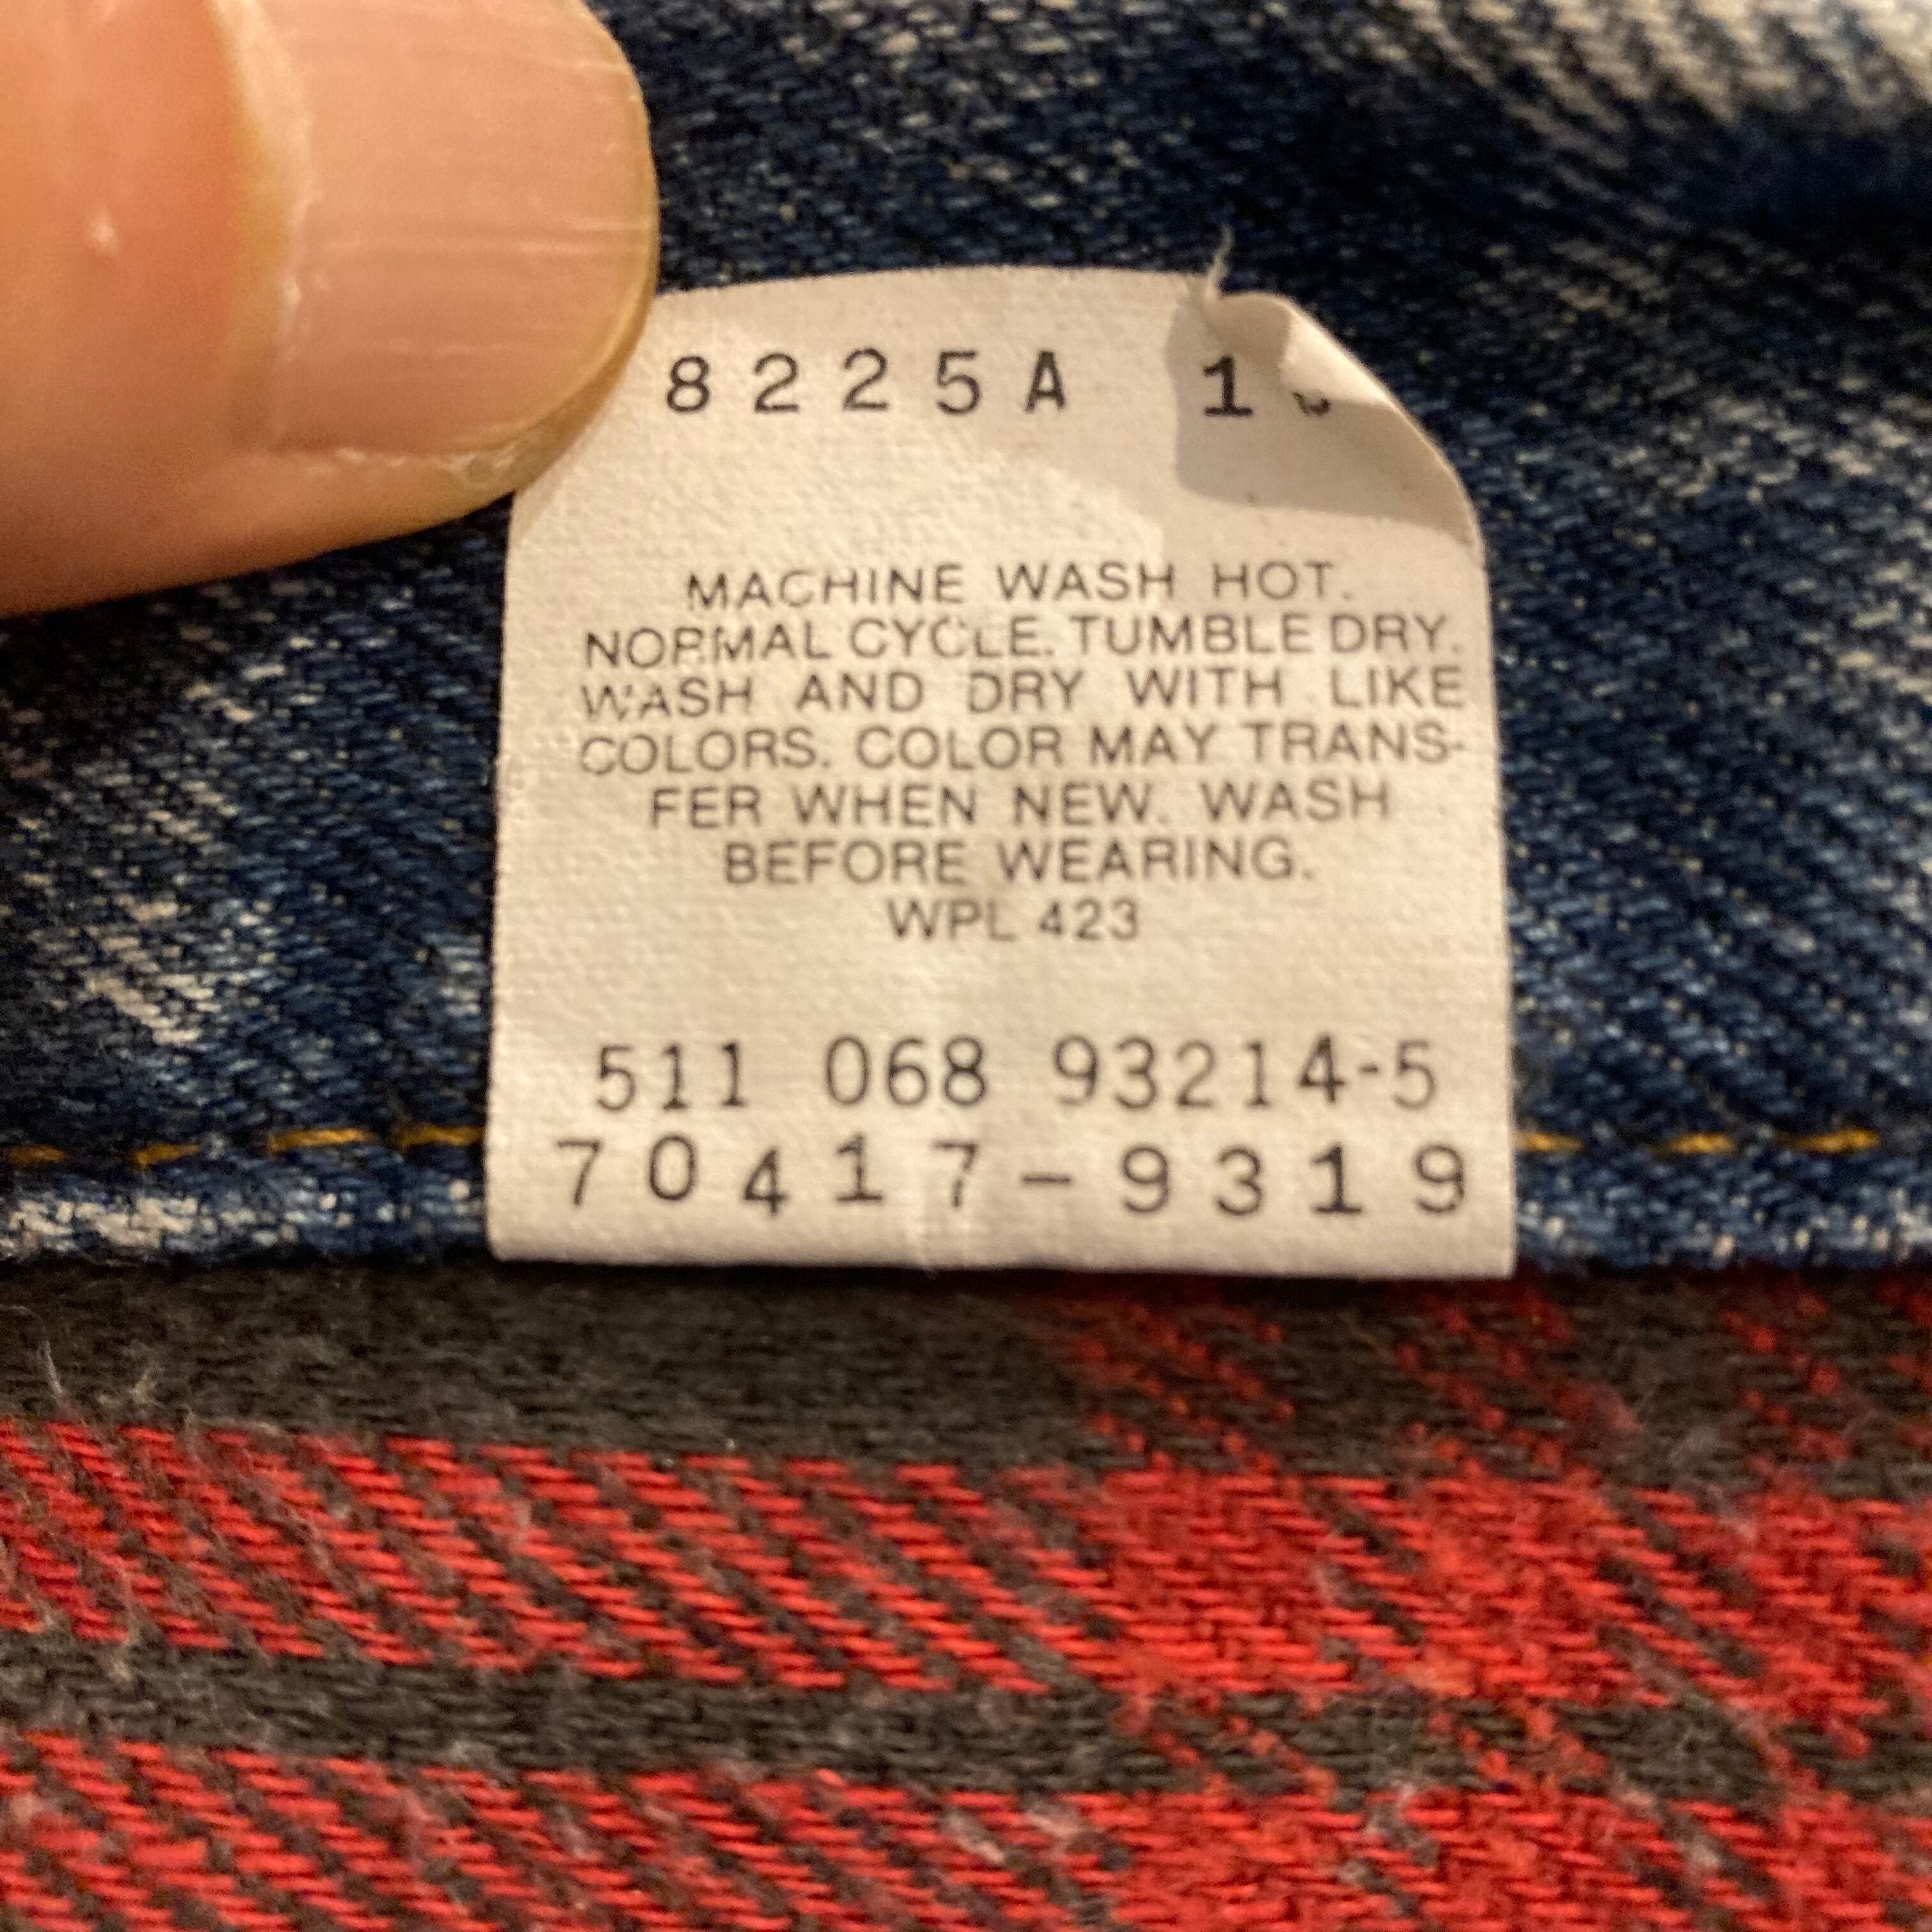 8225A 1
MACHINE WASH HOT.
NORMAL CYCLE. TUMBLE DRY.
WASH AND DRY WITH LIKE
COLORS. COLOR MAY TRANS-
FER WHEN NEW. WASH
BEFORE WEARING.
WPL 423
511 068 93214-5
70417-9319